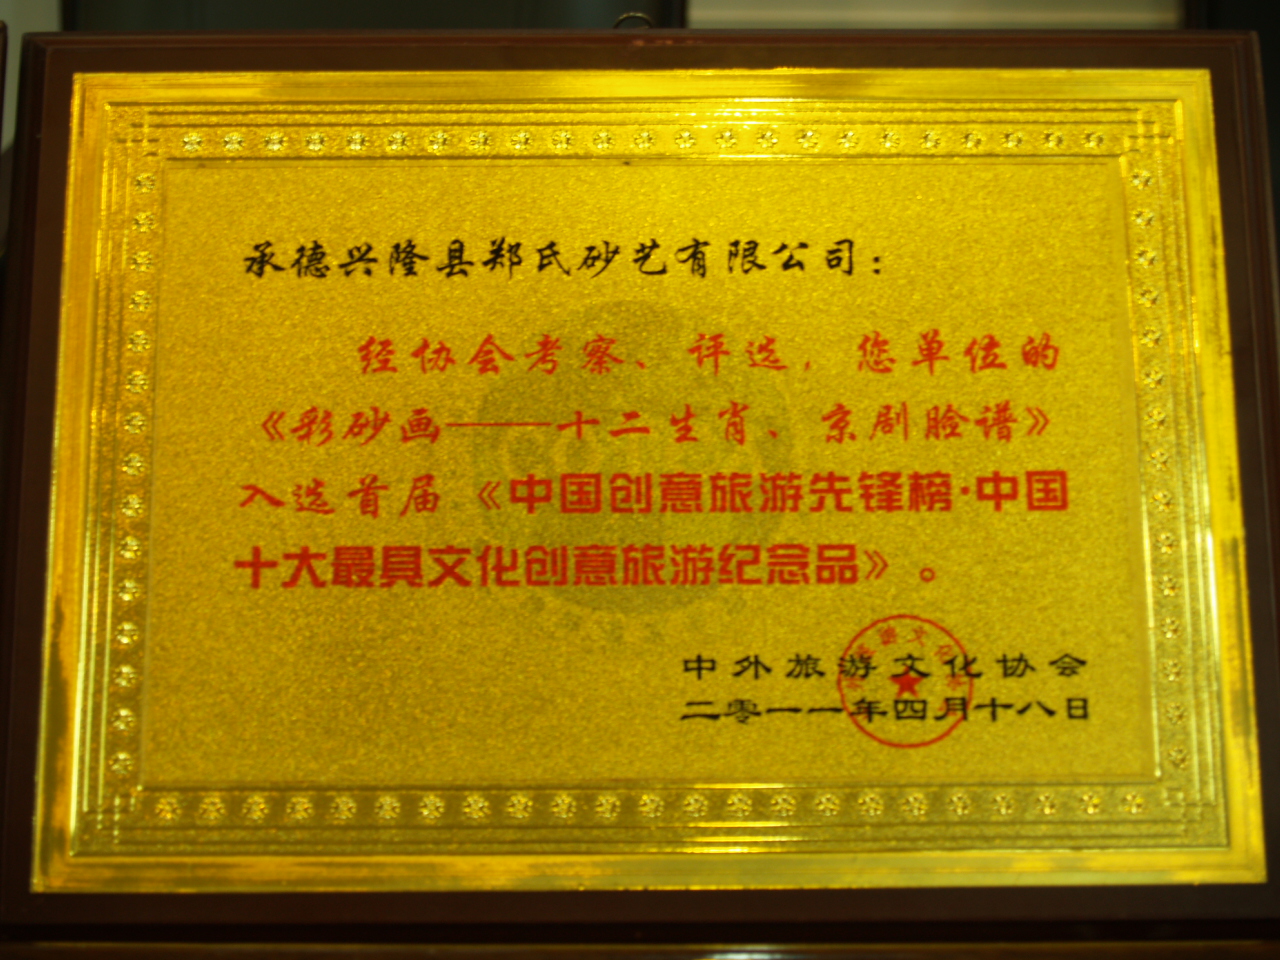 承德兴隆县郑氏砂艺有限公司：
经协会考察、评选，您单位的
《彩砂画——十二生肖、京剧脸谱》
入选首届《中国创意旅游先锋榜·中国
十大最具文化创意旅游纪念品》。
中外旅游文化协会
二零一一年四月十八日